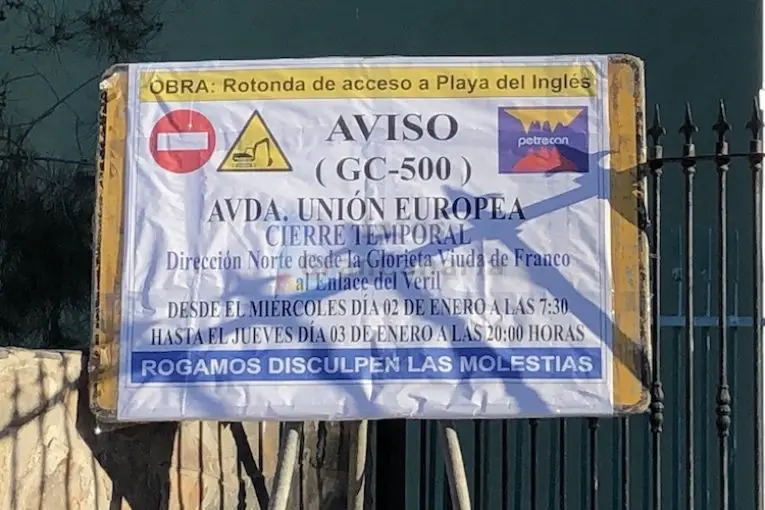 OBRA: Rotonda de acceso a Playa del Inglés
AVISO
petrecan
( GC-500 )
AVDA. UNIÓN EUROPEA
CIERRE TEMPORAL
Dirección Norte desde la Glorieta Viuda de Franco
al Enlace del Veril
DESDE EL MIÉRCOLES DÍA 02 DE ENERO A LAS 7:30
HASTA EL JUEVES DÍA 03 DE ENERO A LAS 20:00 HORAS
ROGAMOS DISCULPEN LAS MOLESTIAS